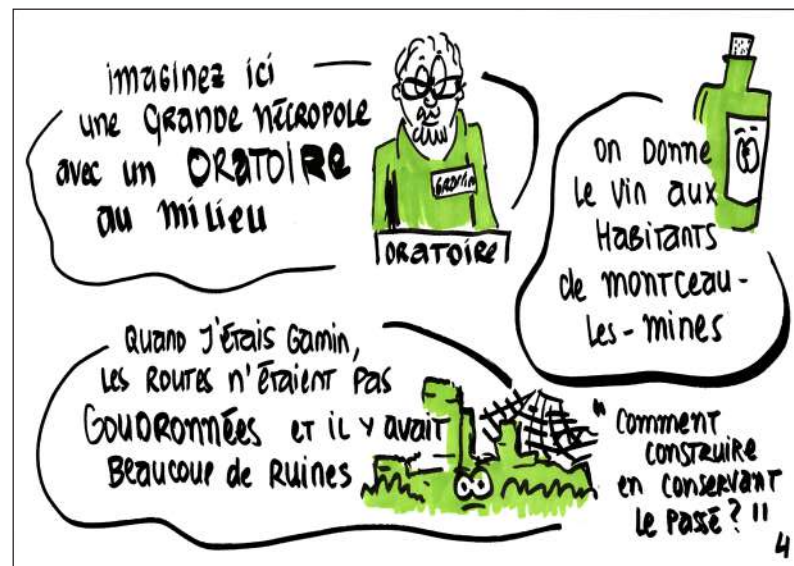 imaginez ici
une GRANDE nécropole
avec un ORATOIRE
au milieu
ORATOIRE
on Donne
le vin aux
Habitants
de montceau-
les-mines
Quand J'étais Gamin,
les Routes n'étaient pas
Goudronnées et il y avait
Beaucoup de Ruines
"comment
construire
en conservant
le passé ?"
4